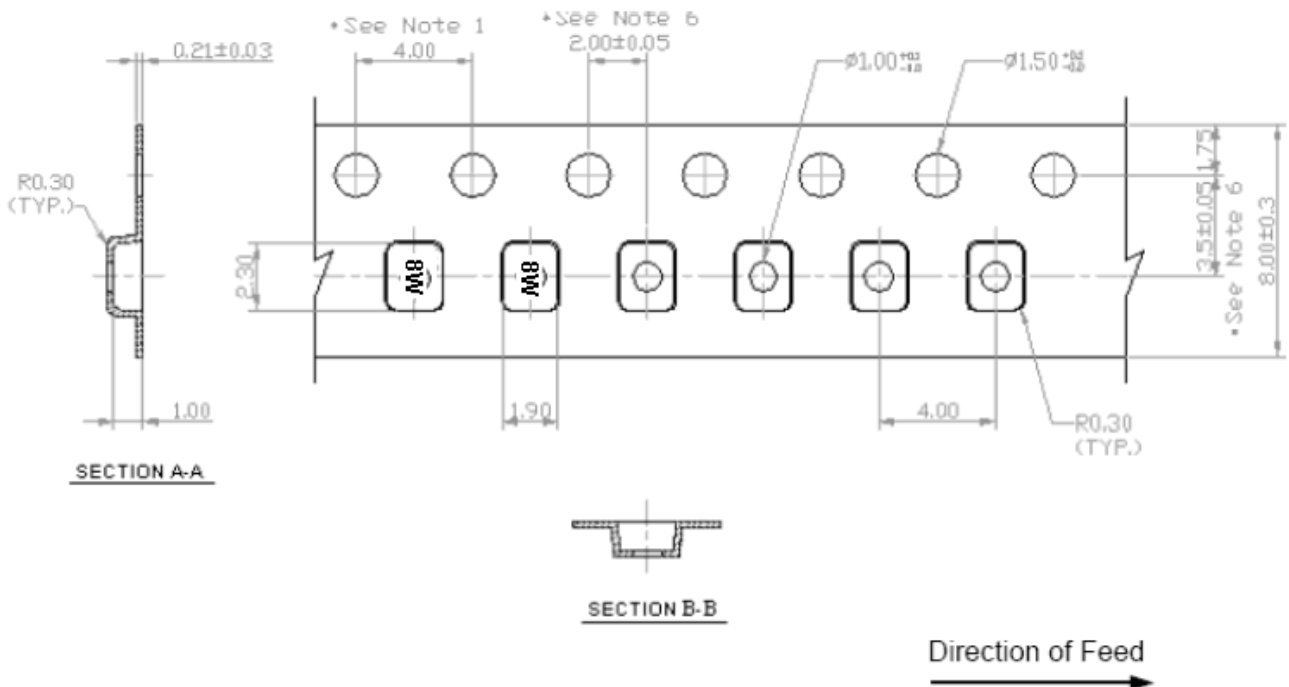 *See Note 1
*See Note 6
0.21±0.03
4.00
2.00±0.05
Ø1.00
Ø1.50
1.75
R0.30
(TYP.)
3.5±0.05
*See Note 6
8.00±0.3
2.30
8W
8W
1.00
1.90
4.00
R0.30
(TYP.)
SECTION A-A
SECTION B-B
Direction of Feed